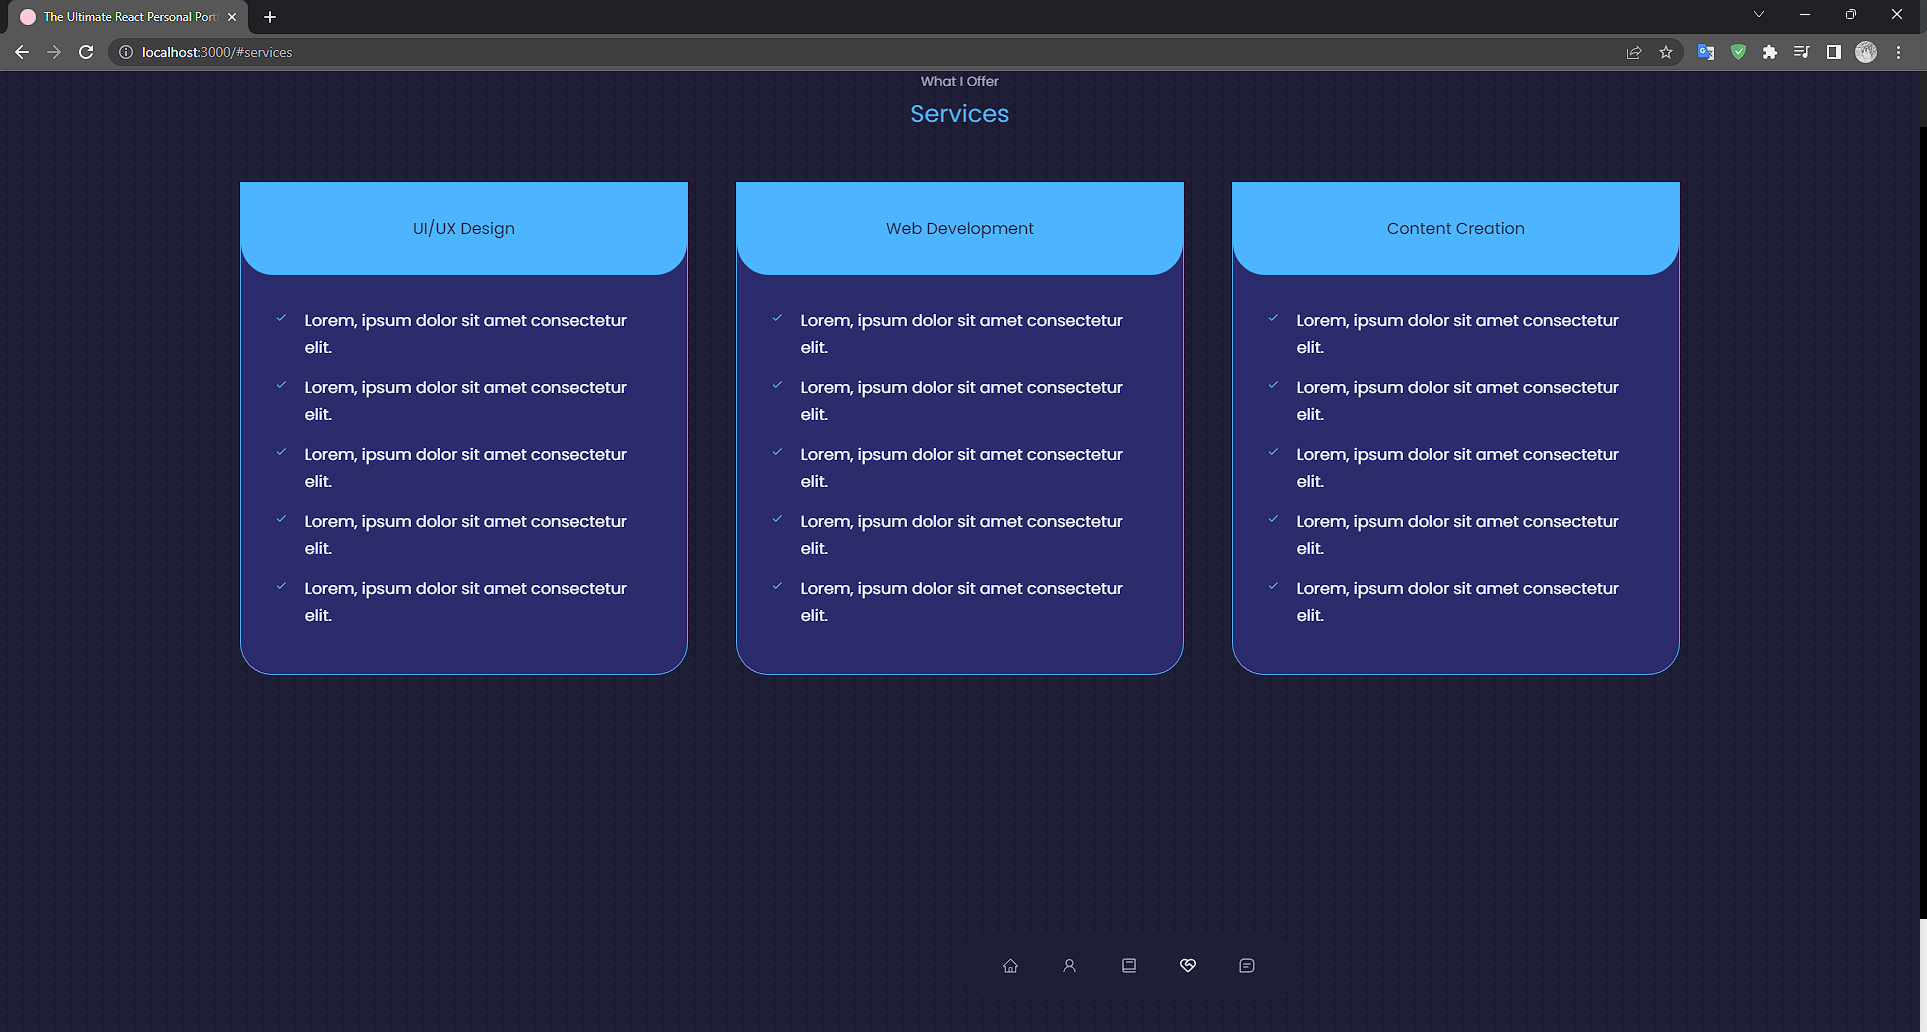 The Ultimate React Personal Port
localhost:3000/#services
What I Offer
Services
UI/UX Design
Lorem, ipsum dolor sit amet consectetur
elit.
Lorem, ipsum dolor sit amet consectetur
elit.
Lorem, ipsum dolor sit amet consectetur
elit.
Lorem, ipsum dolor sit amet consectetur
elit.
Lorem, ipsum dolor sit amet consectetur
elit.
Web Development
Lorem, ipsum dolor sit amet consectetur
elit.
Lorem, ipsum dolor sit amet consectetur
elit.
Lorem, ipsum dolor sit amet consectetur
elit.
Lorem, ipsum dolor sit amet consectetur
elit.
Lorem, ipsum dolor sit amet consectetur
elit.
Content Creation
Lorem, ipsum dolor sit amet consectetur
elit.
Lorem, ipsum dolor sit amet consectetur
elit.
Lorem, ipsum dolor sit amet consectetur
elit.
Lorem, ipsum dolor sit amet consectetur
elit.
Lorem, ipsum dolor sit amet consectetur
elit.